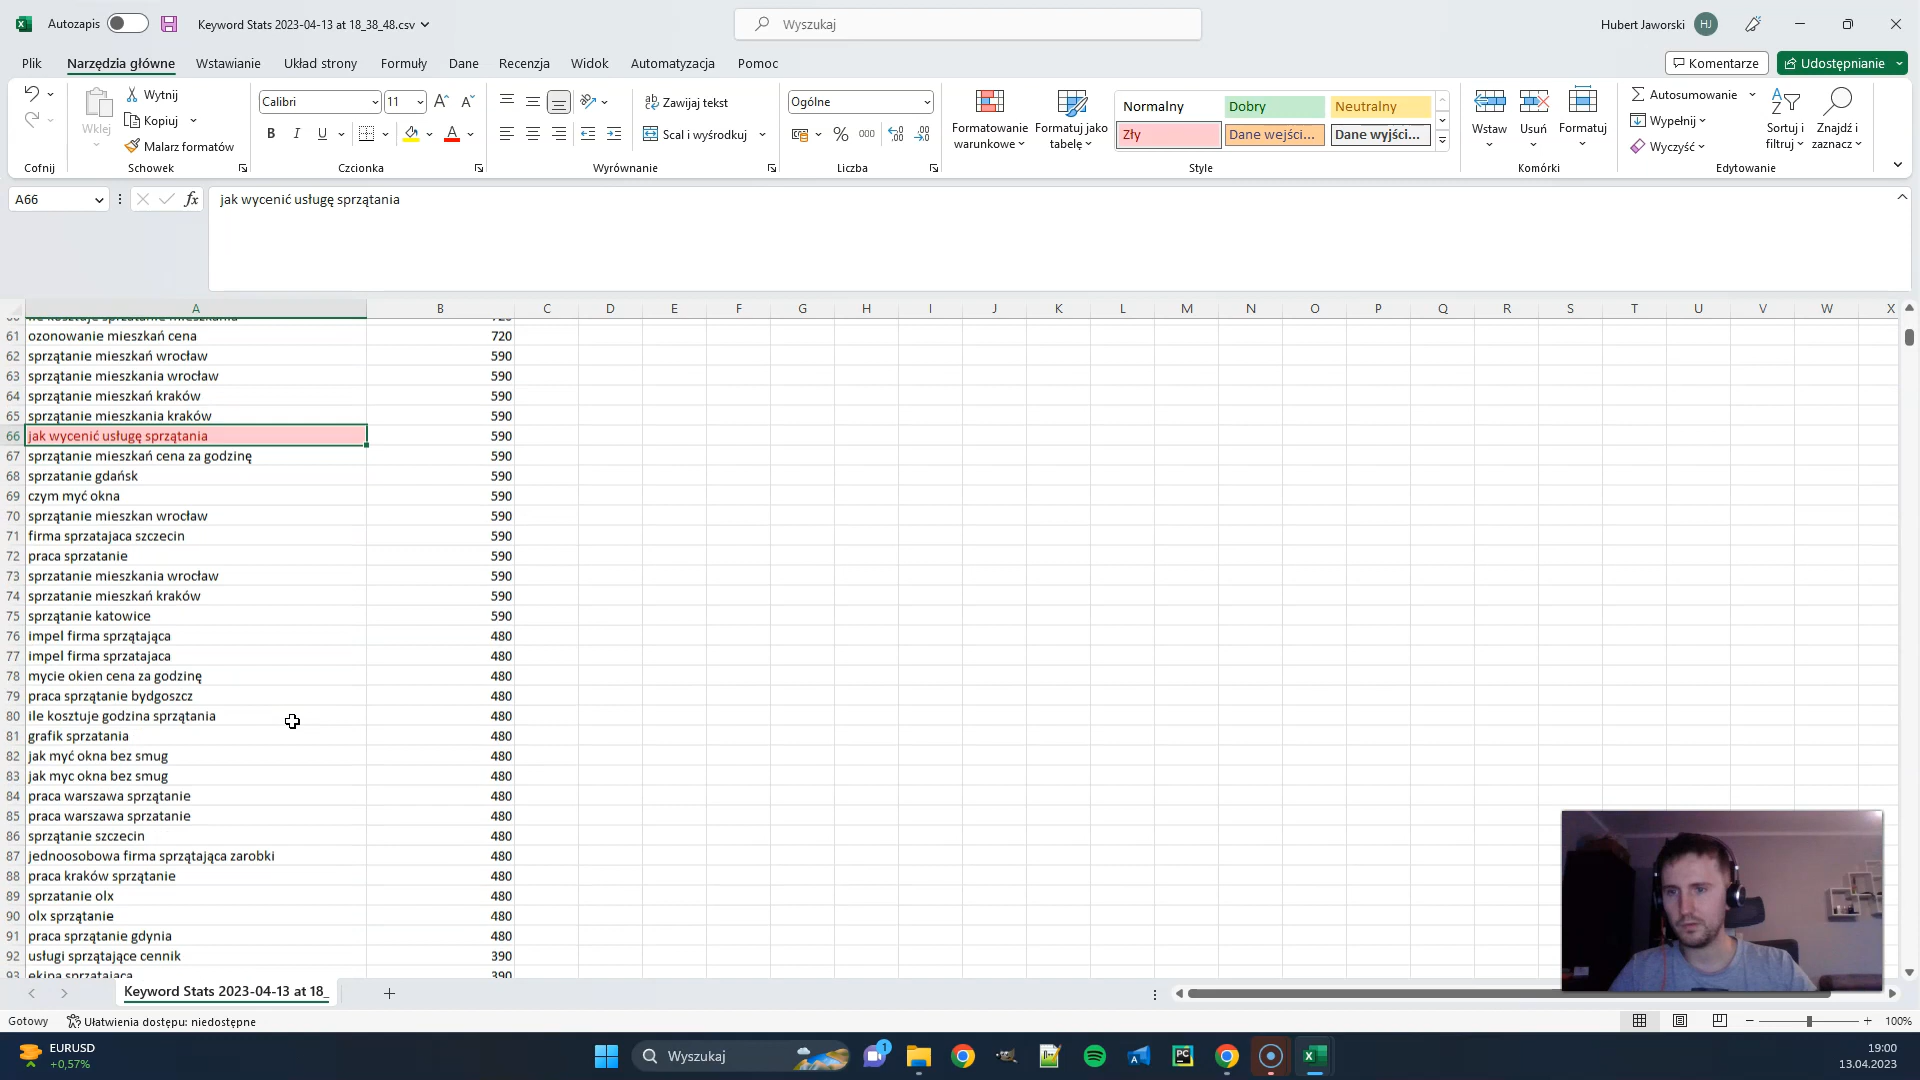 Autozapis
Keyword Stats 2023-04-13 at 18_38_48.csv
Wyszukaj
Hubert Jaworski
HJ
Plik
Narzędzia główne
Wstawianie
Układ strony
Formuły
Dane
Recenzja
Widok
Automatyzacja
Pomoc
Komentarze
Udostępnianie
Wklej
Wytnij
Kopiuj
Malarz formatów
Calibri
11
Zawijaj tekst
Scal i wyśrodkuj
Ogólne
Formatowanie warunkowe
Formatuj jako tabelę
Normalny
Dobry
Neutralny
Zły
Dane wejści...
Dane wyjści...
Wstaw
Usuń
Formatuj
Autosumowanie
Wypełnij
Wyczyść
Sortuj i filtruj
Znajdź i zaznacz
Cofnij
Schowek
Czcionka
Wyrównanie
Liczba
Style
Komórki
Edytowanie
A66
fx
jak wycenić usługę sprzątania
A B C D E F G H I J K L M N O P Q R S T U V W X
61 ozonowanie mieszkań cena 720
62 sprzątanie mieszkań wrocław 590
63 sprzątanie mieszkania wrocław 590
64 sprzątanie mieszkań kraków 590
65 sprzątanie mieszkania kraków 590
66 jak wycenić usługę sprzątania 590
67 sprzątanie mieszkań cena za godzinę 590
68 sprzatanie gdańsk 590
69 czym myć okna 590
70 sprzątanie mieszkan wrocław 590
71 firma sprzatajaca szczecin 590
72 praca sprzatanie 590
73 sprzatanie mieszkania wrocław 590
74 sprzatanie mieszkań kraków 590
75 sprzątanie katowice 590
76 impel firma sprzątająca 480
77 impel firma sprzatajaca 480
78 mycie okien cena za godzinę 480
79 praca sprzątanie bydgoszcz 480
80 ile kosztuje godzina sprzątania 480
81 grafik sprzatania 480
82 jak myć okna bez smug 480
83 jak myc okna bez smug 480
84 praca warszawa sprzątanie 480
85 praca warszawa sprzatanie 480
86 sprzątanie szczecin 480
87 jednoosobowa firma sprzątająca zarobki 480
88 praca kraków sprzątanie 480
89 sprzatanie olx 480
90 olx sprzątanie 480
91 praca sprzątanie gdynia 480
92 usługi sprzątające cennik 390
93 ekipa sprzatajaca 390
Keyword Stats 2023-04-13 at 18_
Gotowy
Ułatwienia dostępu: niedostępne
100%
EURUSD
+0,57%
Wyszukaj
1
19:00
13.04.2023